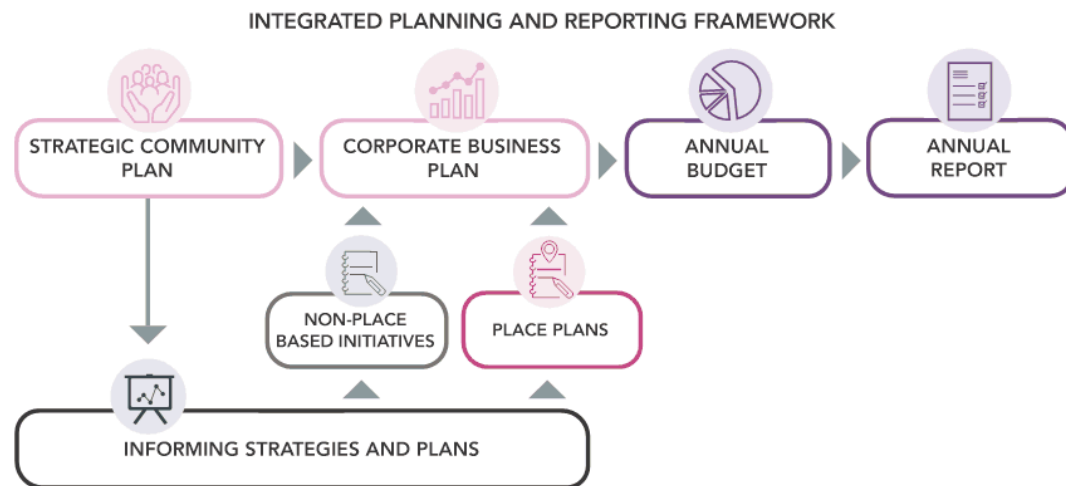 INTEGRATED PLANNING AND REPORTING FRAMEWORK
STRATEGIC COMMUNITY
PLAN
CORPORATE BUSINESS
PLAN
ANNUAL
BUDGET
ANNUAL
REPORT
NON-PLACE
BASED INITIATIVES
PLACE PLANS
INFORMING STRATEGIES AND PLANS